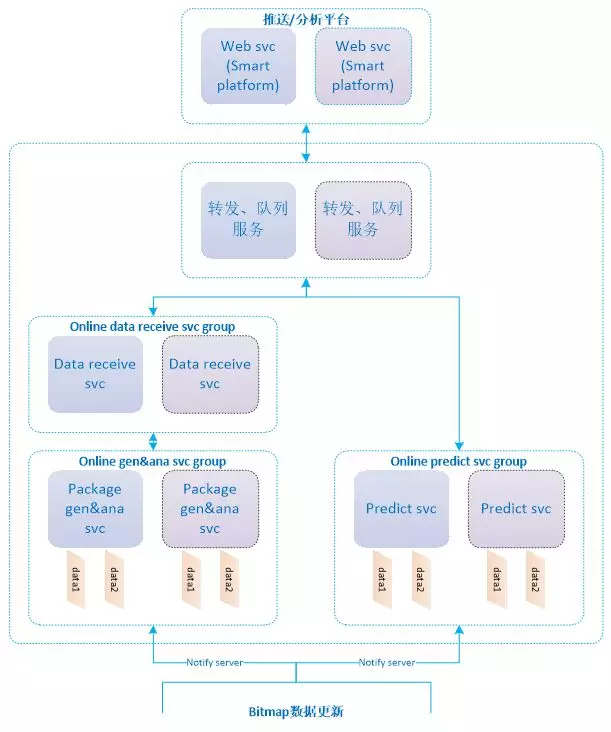 推送/分析平台
Web svc
(Smart
platform)
Web svc
(Smart
platform)
转发、队列
服务
转发、队列
服务
Online data receive svc group
Data receive
svc
Data receive
svc
Online gen&ana svc group
Package
gen&ana
svc
Package
gen&ana
svc
data1
data2
data1
data2
Online predict svc group
Predict svc
Predict svc
data1
data2
data1
data2
Notify server
Notify server
Bitmap数据更新